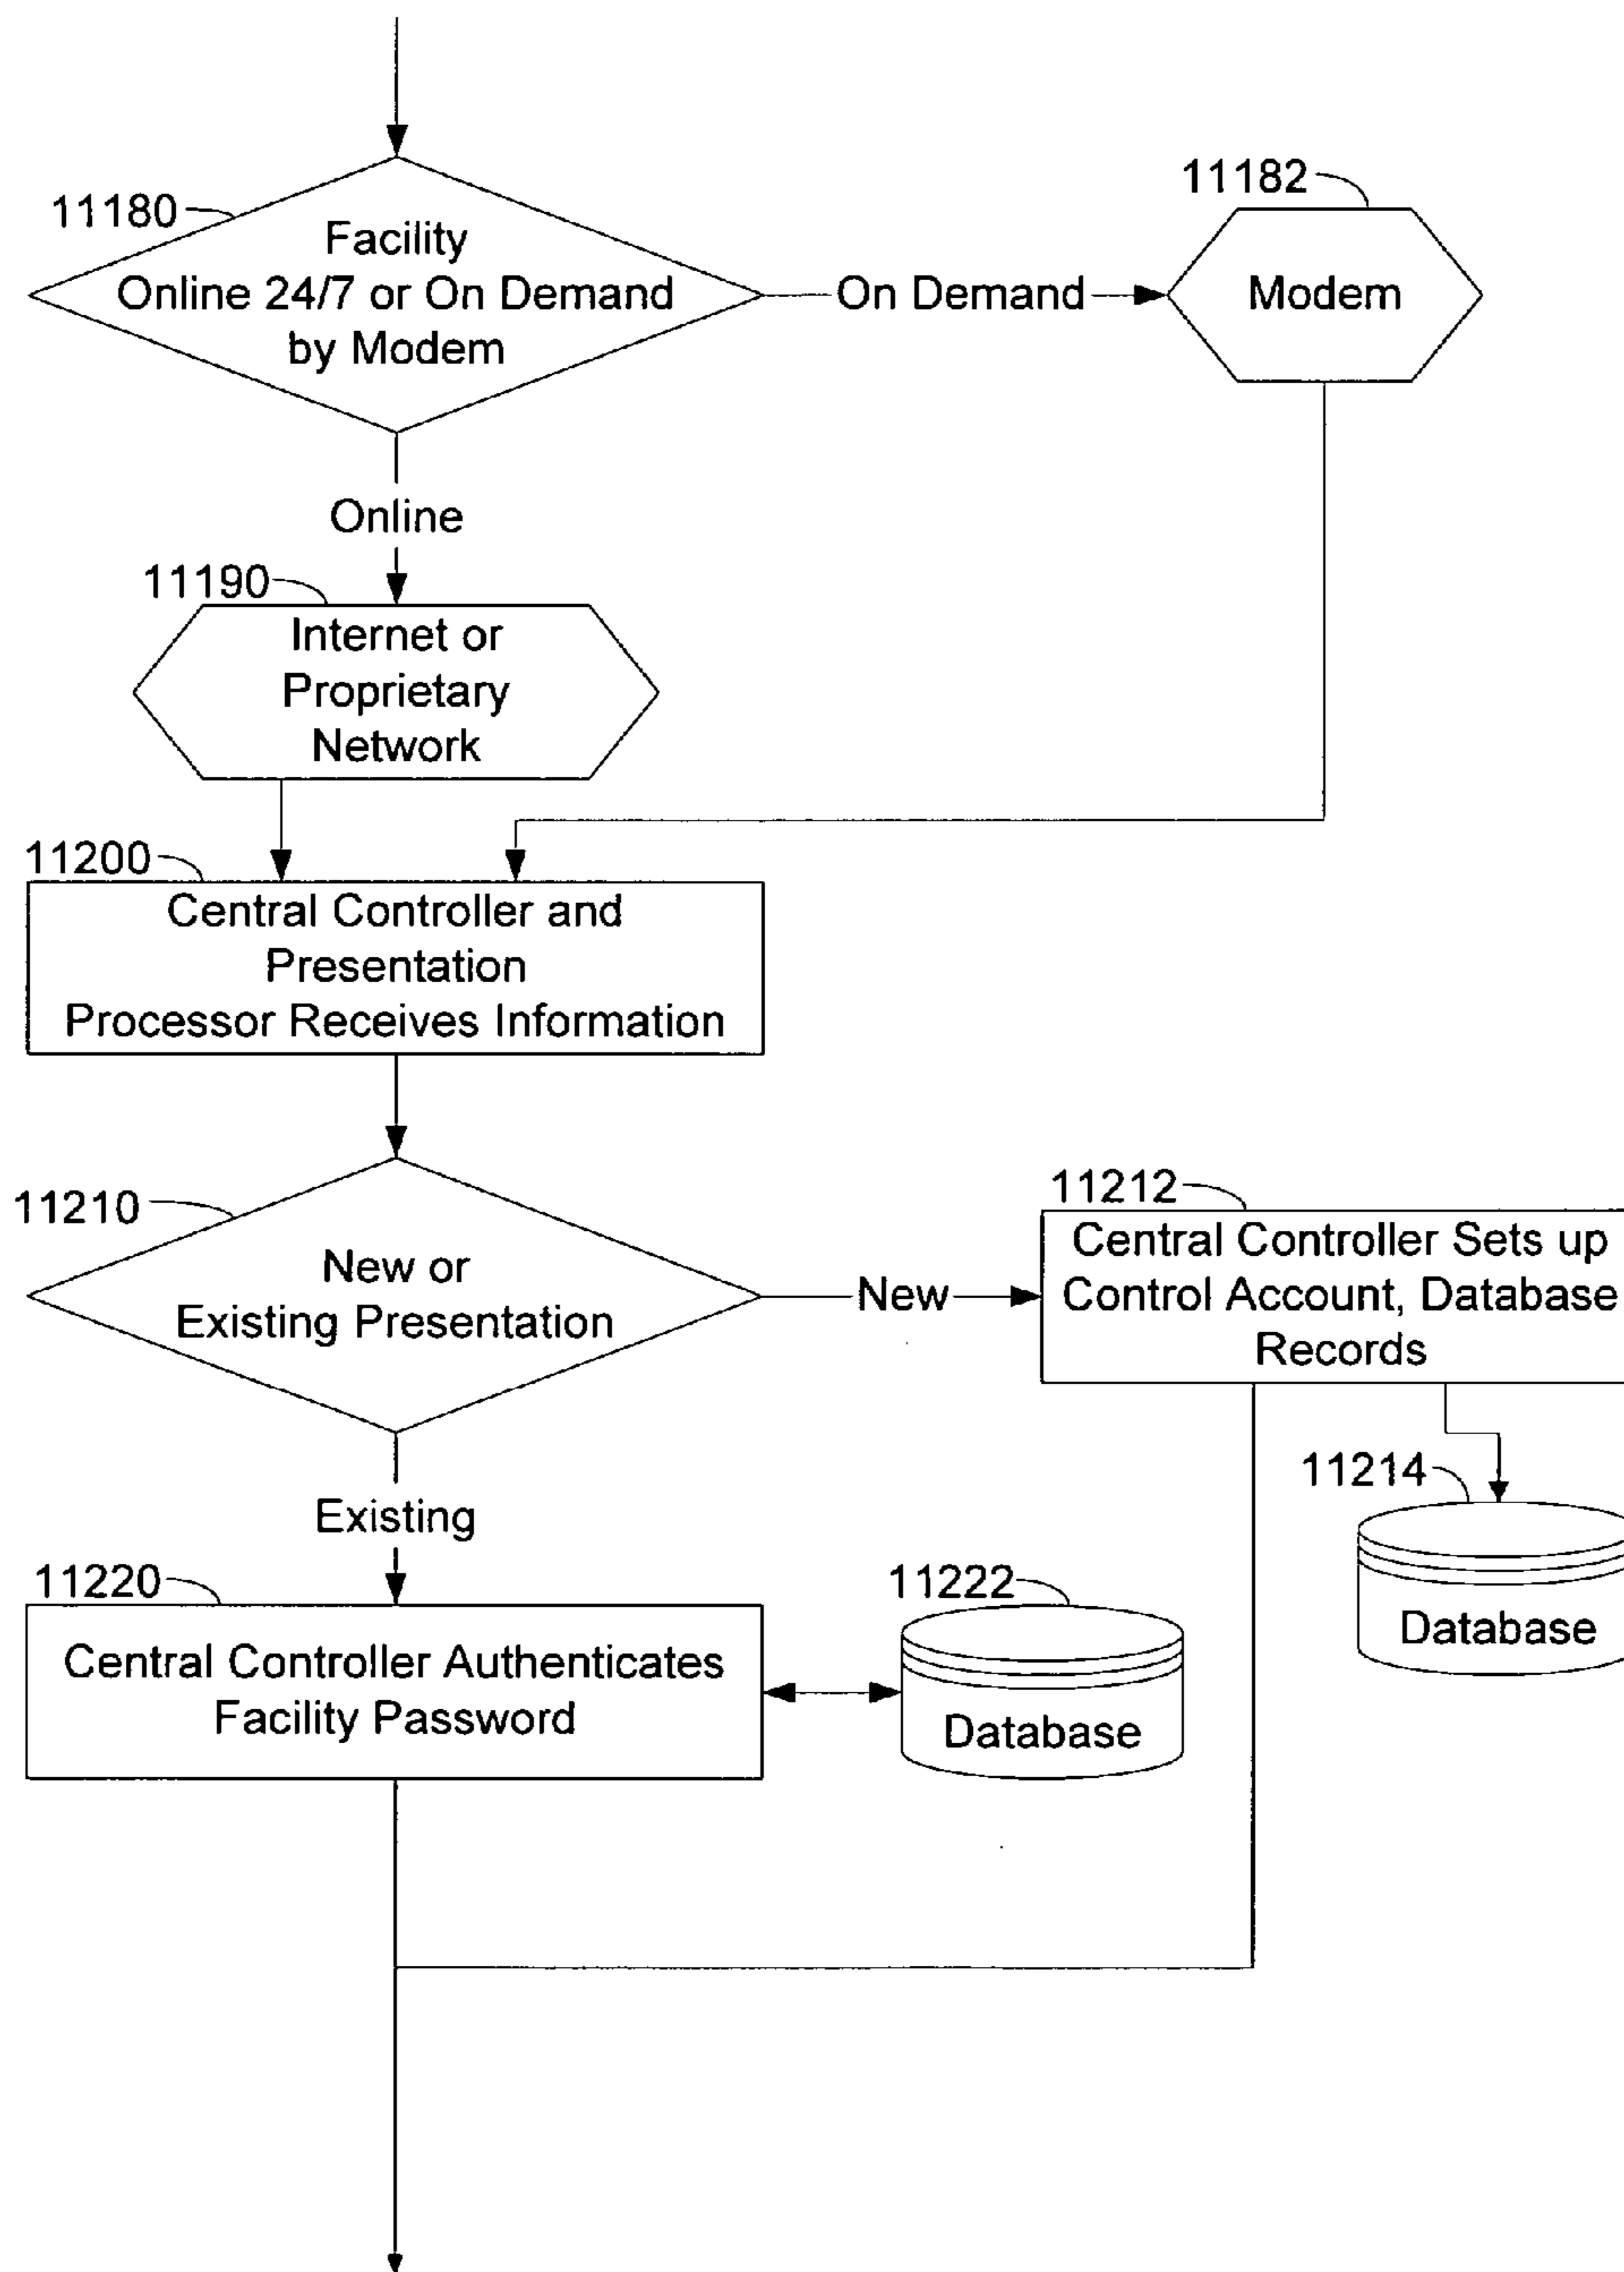 11180
Facility
Online 24/7 or On Demand
by Modem
On Demand
11182
Modem
Online
11190
Internet or
Proprietary
Network
11200
Central Controller and
Presentation
Processor Receives Information
11210
New or
Existing Presentation
New
11212
Central Controller Sets up
Control Account, Database
Records
11214
Database
Existing
11220
Central Controller Authenticates
Facility Password
11222
Database